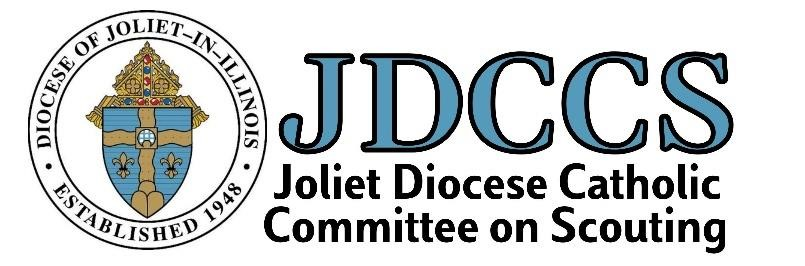 DIOCESE OF JOLIET–IN–ILLINOIS
• ESTABLISHED 1948 •
JDCCS
Joliet Diocese Catholic
Committee on Scouting